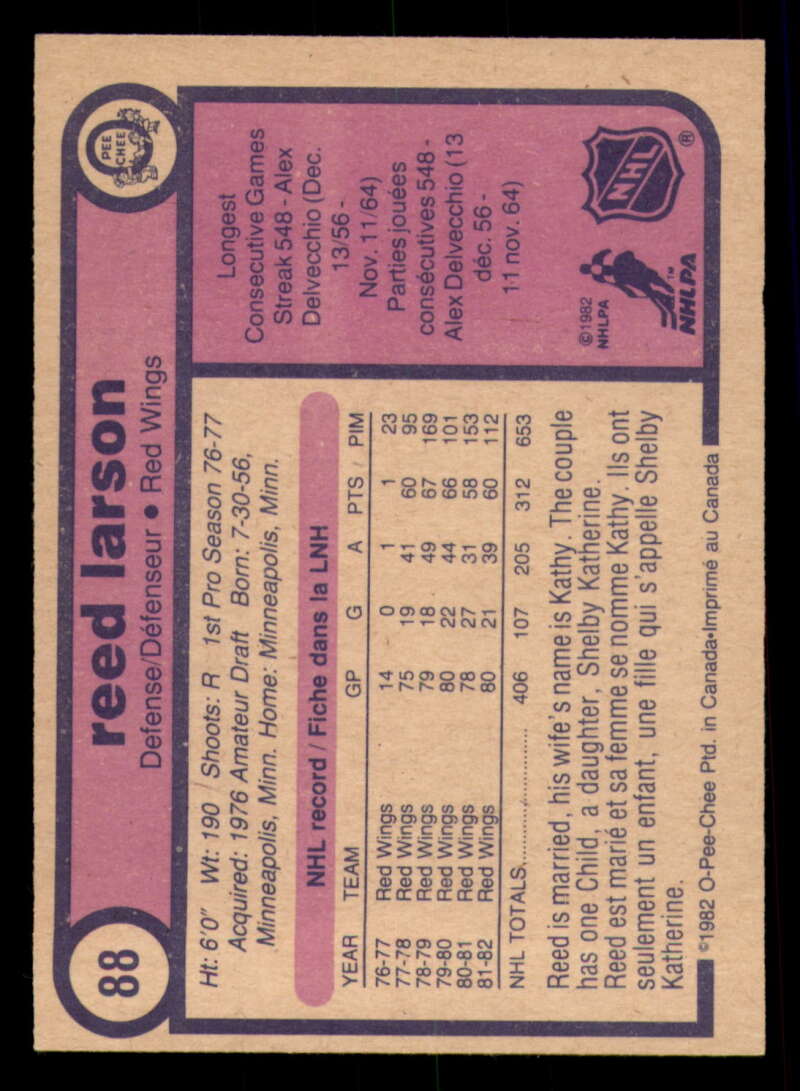 88
reed larson
Defense/Défenseur • Red Wings
O
PEE
CHEE
Ht: 6'0" Wt: 190 Shoots: R 1st Pro Season 76-77
Acquired: 1976 Amateur Draft Born: 7-30-56,
Minneapolis, Minn. Home: Minneapolis, Minn.
NHL record / Fiche dans la LNH
YEAR TEAM GP G A PTS / PIM
76-77 Red Wings 14 0 1 1 23
77-78 Red Wings 75 19 41 60 95
78-79 Red Wings 79 18 49 67 169
79-80 Red Wings 80 22 44 66 101
80-81 Red Wings 78 27 31 58 153
81-82 Red Wings 80 21 39 60 112
NHL TOTALS.................... 406 107 205 312 653
Reed is married, his wife's name is Kathy. The couple
has one Child, a daughter, Shelby Katherine.
Reed est marié et sa femme se nomme Kathy. Ils ont
seulement un enfant, une fille qui s'appelle Shelby
Katherine.
©1982 O-Pee-Chee Ptd. in Canada•Imprimé au Canada
Longest
Consecutive Games
Streak 548 - Alex
Delvecchio (Dec.
13/56 -
Nov. 11/64)
Parties jouées
consécutives 548 -
Alex Delvecchio (13
déc. 56 -
11 nov. 64)
©1982
NHLPA
TM
NHLPA
NHL
®